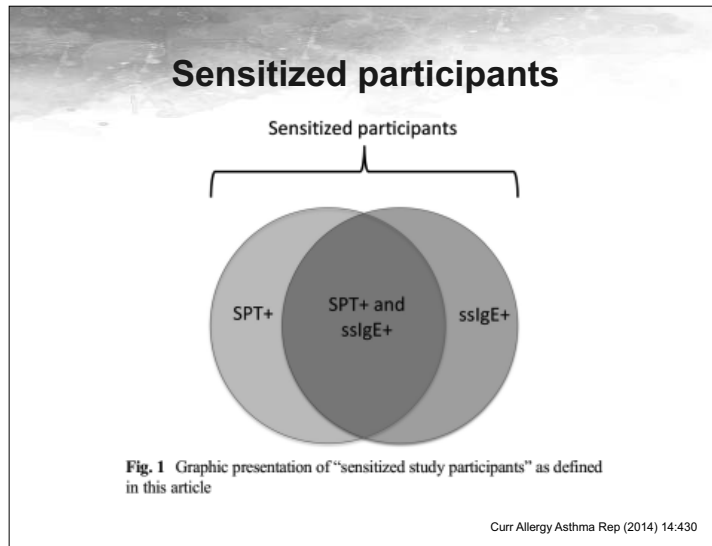 Sensitized participants
Sensitized participants
SPT+
SPT+ and
ssIgE+
ssIgE+
Fig. 1 Graphic presentation of “sensitized study participants” as defined
in this article
Curr Allergy Asthma Rep (2014) 14:430